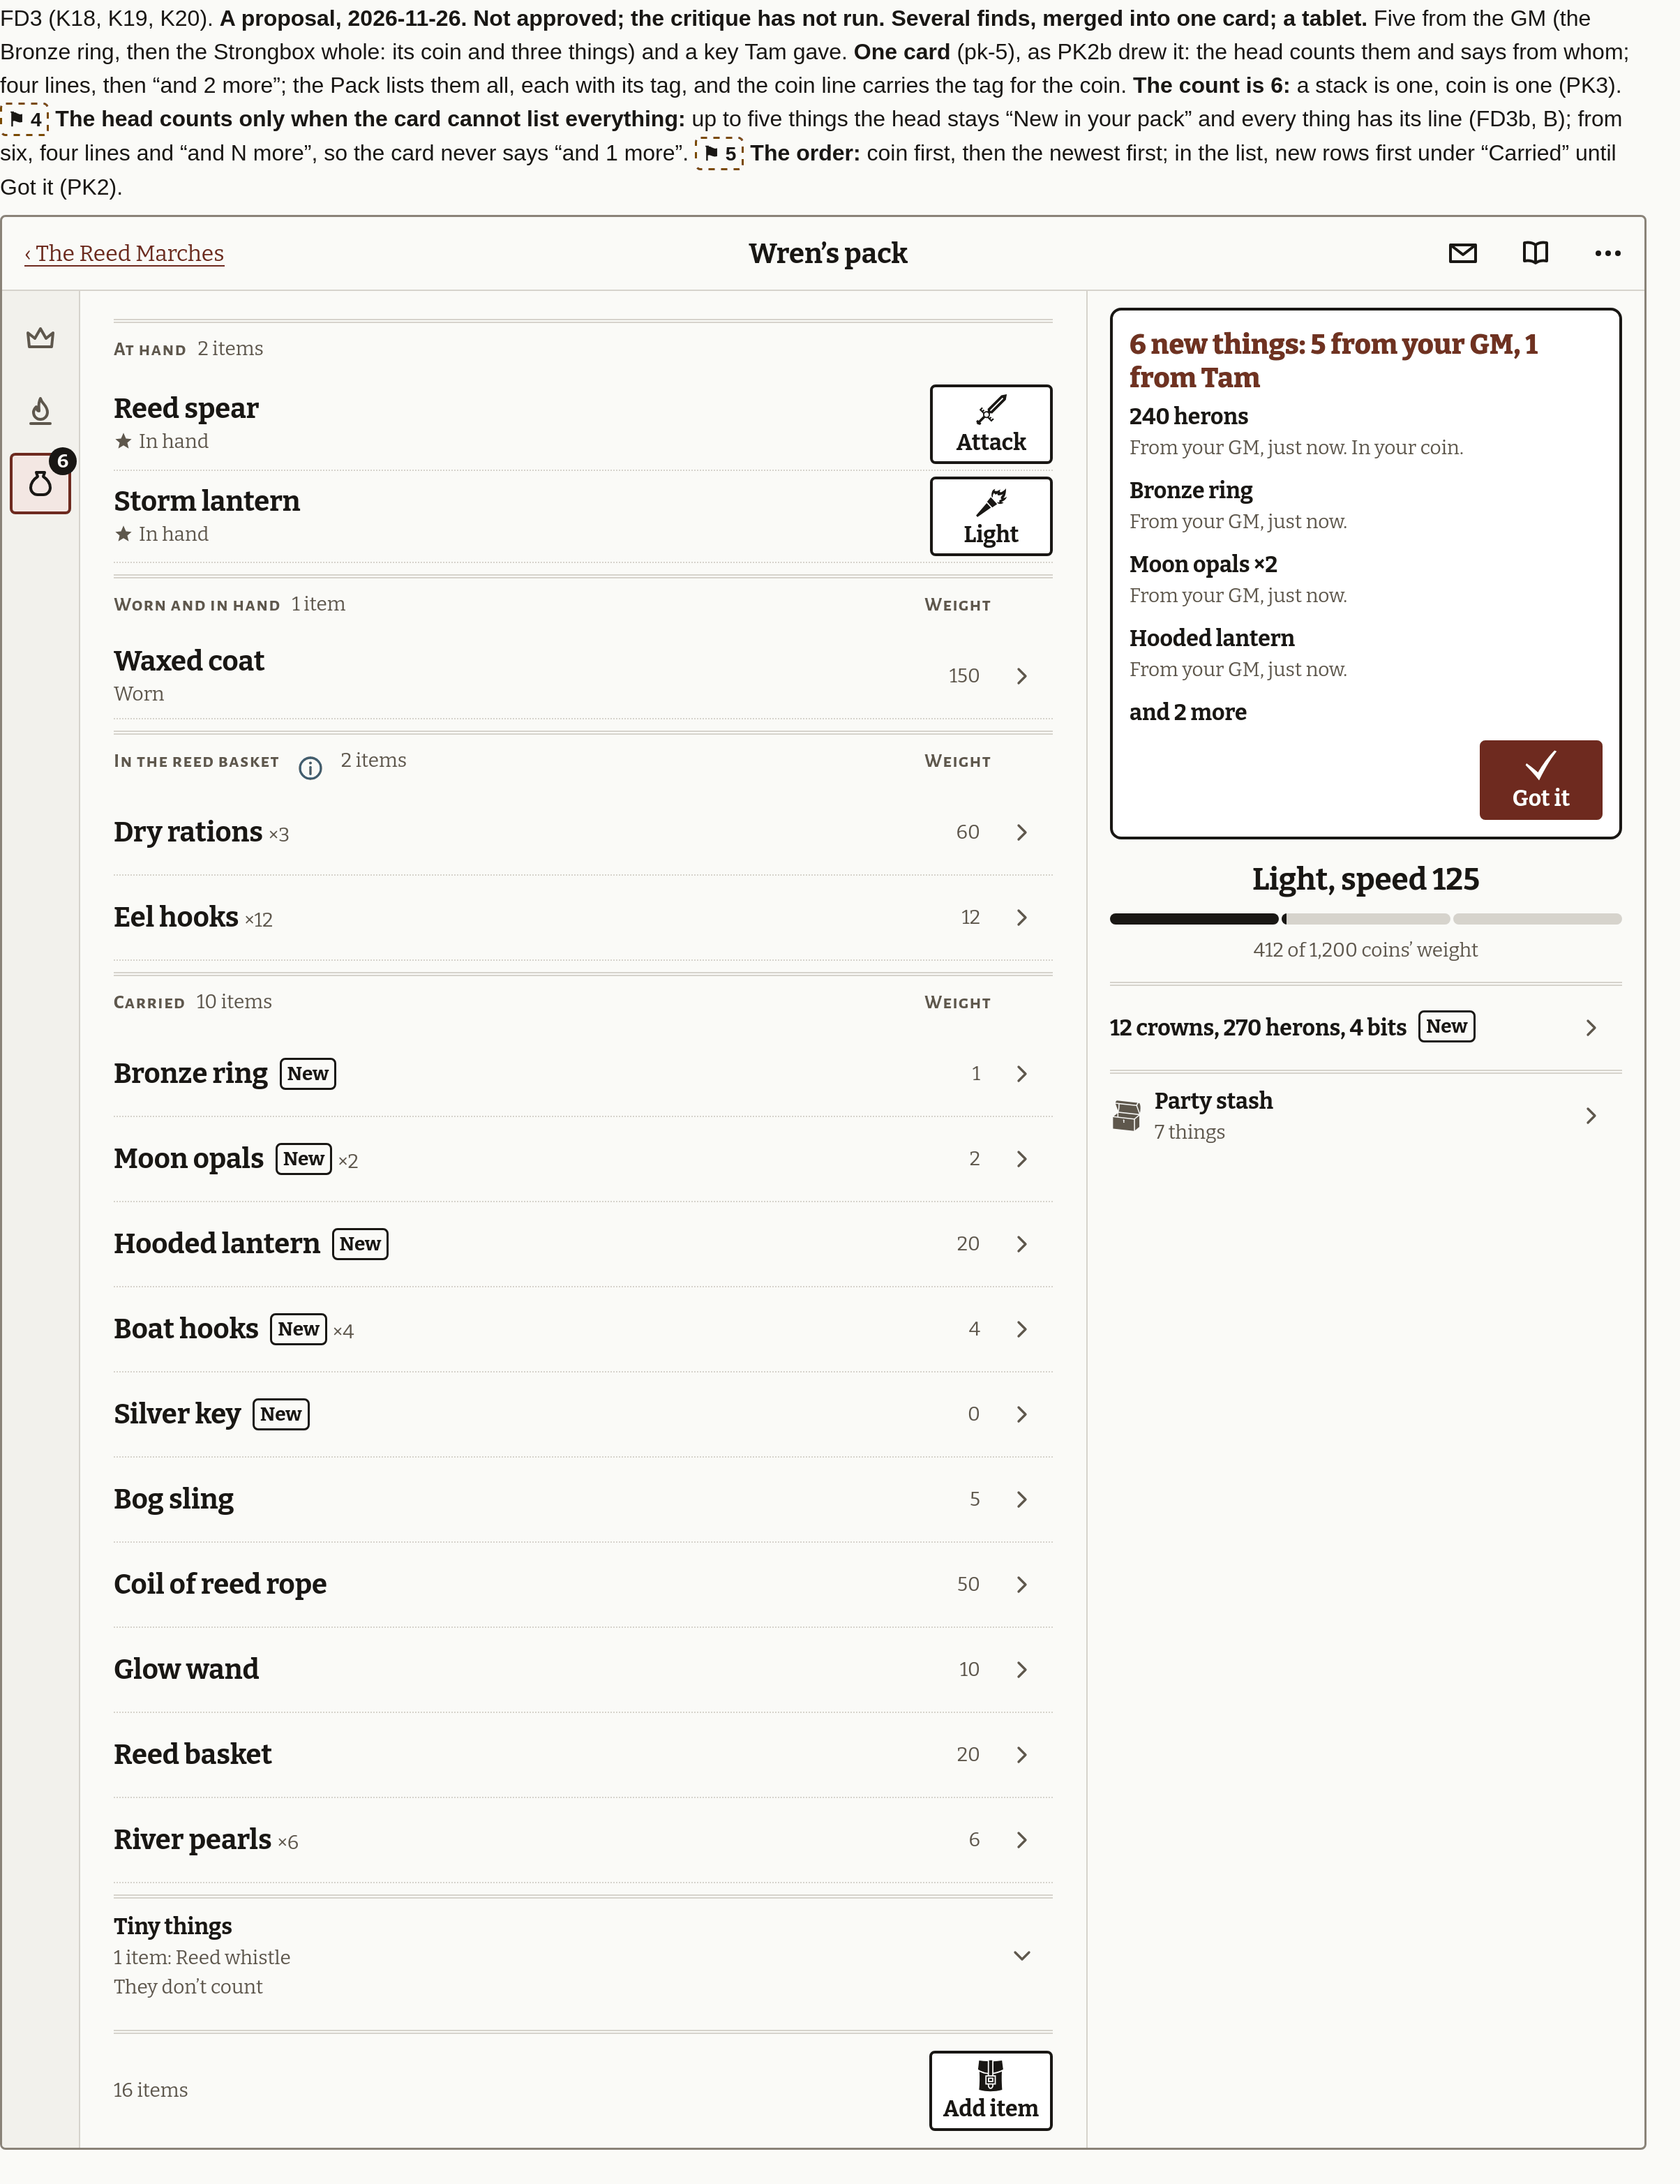 FD3 (K18, K19, K20). A proposal, 2026-11-26. Not approved; the critique has not run. Several finds, merged into one card; a tablet. Five from the GM (the
Bronze ring, then the Strongbox whole: its coin and three things) and a key Tam gave. One card (pk-5), as PK2b drew it: the head counts them and says from whom;
four lines, then “and 2 more”; the Pack lists them all, each with its tag, and the coin line carries the tag for the coin. The count is 6: a stack is one, coin is one (PK3).
⚑ 4 The head counts only when the card cannot list everything: up to five things the head stays “New in your pack” and every thing has its line (FD3b, B); from
six, four lines and “and N more”, so the card never says “and 1 more”. ⚑ 5 The order: coin first, then the newest first; in the list, new rows first under “Carried” until
Got it (PK2).
‹ The Reed Marches
Wren’s pack
6
At hand 2 items
Reed spear
★ In hand
Attack
Storm lantern
★ In hand
Light
Worn and in hand 1 item Weight
Waxed coat
Worn
150
In the reed basket 2 items Weight
Dry rations ×3 60
Eel hooks ×12 12
Carried 10 items Weight
Bronze ring New 1
Moon opals New ×2 2
Hooded lantern New 20
Boat hooks New ×4 4
Silver key New 0
Bog sling 5
Coil of reed rope 50
Glow wand 10
Reed basket 20
River pearls ×6 6
Tiny things
1 item: Reed whistle
They don’t count
16 items
Add item
6 new things: 5 from your GM, 1
from Tam
240 herons
From your GM, just now. In your coin.
Bronze ring
From your GM, just now.
Moon opals ×2
From your GM, just now.
Hooded lantern
From your GM, just now.
and 2 more
Got it
Light, speed 125
412 of 1,200 coins’ weight
12 crowns, 270 herons, 4 bits New
Party stash
7 things